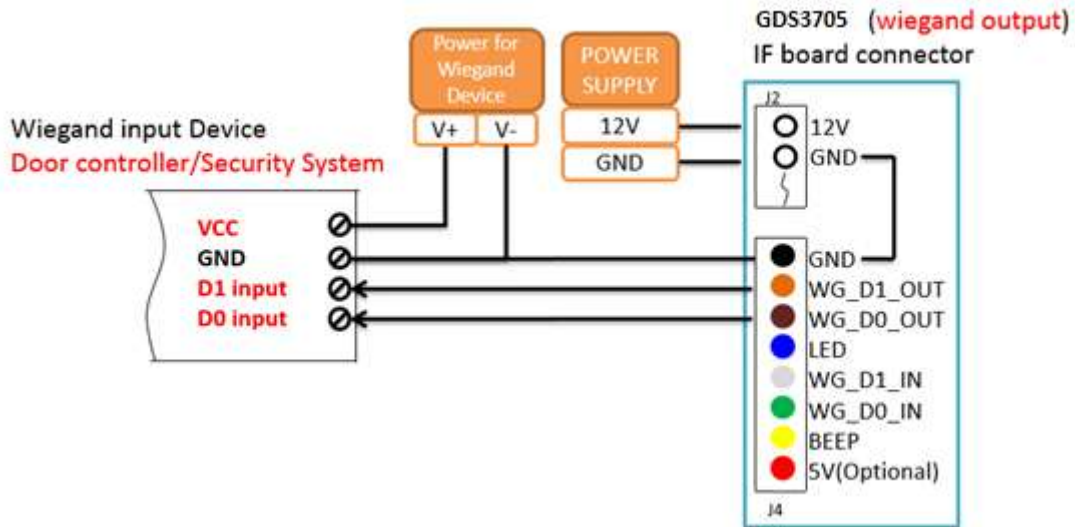 GDS3705 (wiegand output)
IF board connector
Power for
Wiegand
Device
V+ V-
POWER
SUPPLY
12V
GND
J2
12V
GND
Wiegand input Device
Door controller/Security System
VCC
GND
D1 input
D0 input
GND
WG_D1_OUT
WG_D0_OUT
LED
WG_D1_IN
WG_D0_IN
BEEP
5V(Optional)
J4